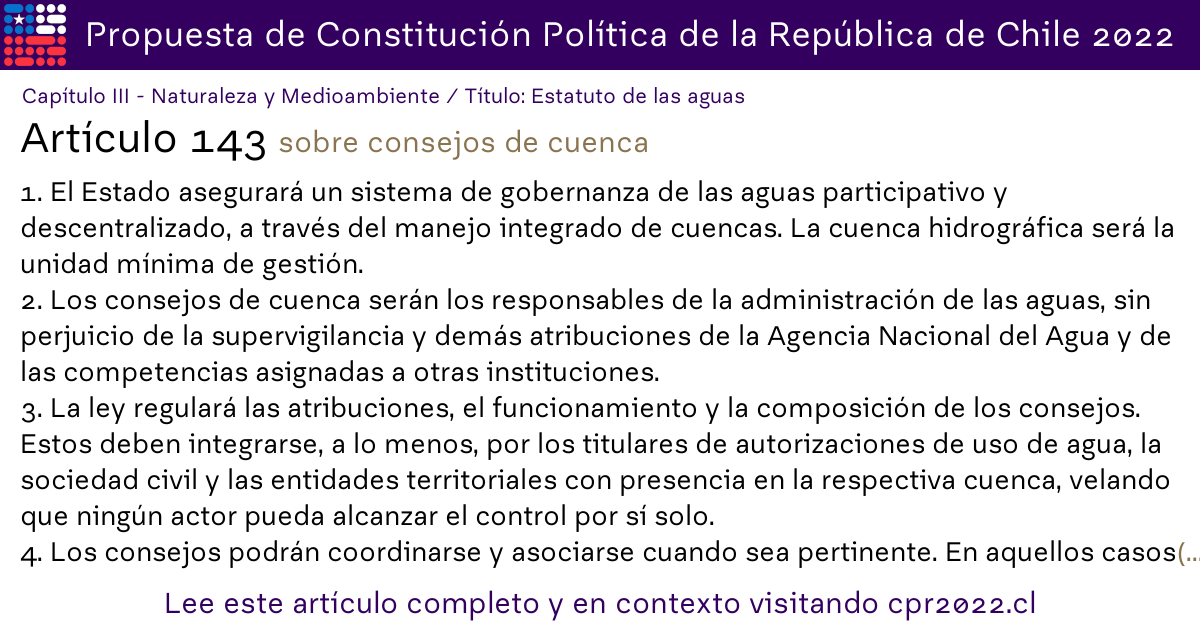 Propuesta de Constitución Política de la República de Chile 2022
Capítulo III - Naturaleza y Medioambiente / Título: Estatuto de las aguas
Artículo 143 sobre consejos de cuenca
1. El Estado asegurará un sistema de gobernanza de las aguas participativo y
descentralizado, a través del manejo integrado de cuencas. La cuenca hidrográfica será la
unidad mínima de gestión.
2. Los consejos de cuenca serán los responsables de la administración de las aguas, sin
perjuicio de la supervigilancia y demás atribuciones de la Agencia Nacional del Agua y de
las competencias asignadas a otras instituciones.
3. La ley regulará las atribuciones, el funcionamiento y la composición de los consejos.
Estos deben integrarse, a lo menos, por los titulares de autorizaciones de uso de agua, la
sociedad civil y las entidades territoriales con presencia en la respectiva cuenca, velando
que ningún actor pueda alcanzar el control por sí solo.
4. Los consejos podrán coordinarse y asociarse cuando sea pertinente. En aquellos casos(...
Lee este artículo completo y en contexto visitando cpr2022.cl